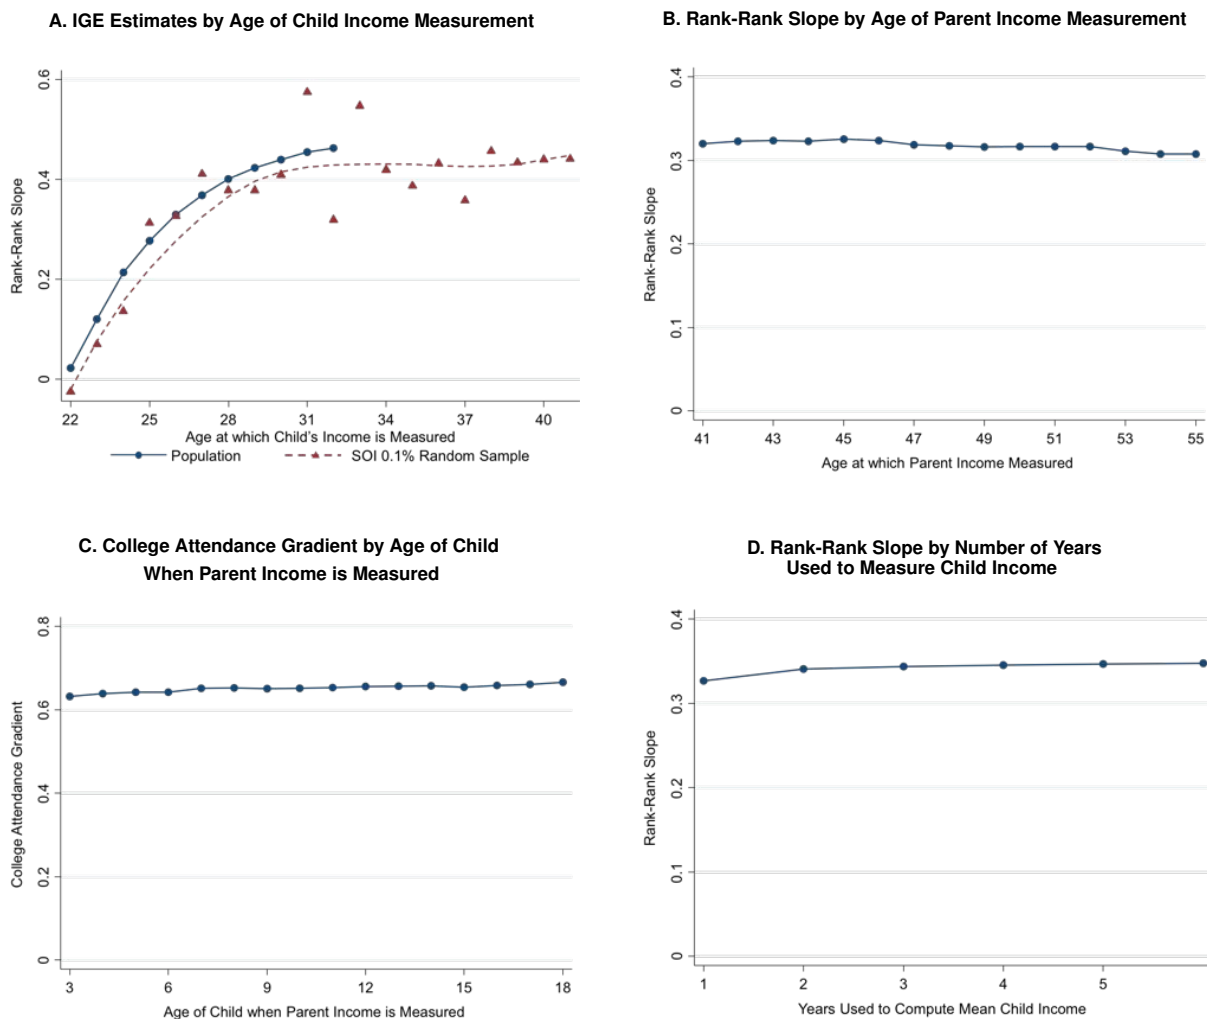 A. IGE Estimates by Age of Child Income Measurement
Rank-Rank Slope
0.6
0.4
0.2
0
22 25 28 31 34 37 40
Age at which Child's Income is Measured
Population SOI 0.1% Random Sample
B. Rank-Rank Slope by Age of Parent Income Measurement
Rank-Rank Slope
0.4
0.3
0.2
0.1
0
41 43 45 47 49 51 53 55
Age at which Parent Income Measured
C. College Attendance Gradient by Age of Child
When Parent Income is Measured
College Attendance Gradient
0.8
0.6
0.4
0.2
0
3 6 9 12 15 18
Age of Child when Parent Income is Measured
D. Rank-Rank Slope by Number of Years
Used to Measure Child Income
Rank-Rank Slope
0.4
0.3
0.2
0.1
0
1 2 3 4 5
Years Used to Compute Mean Child Income